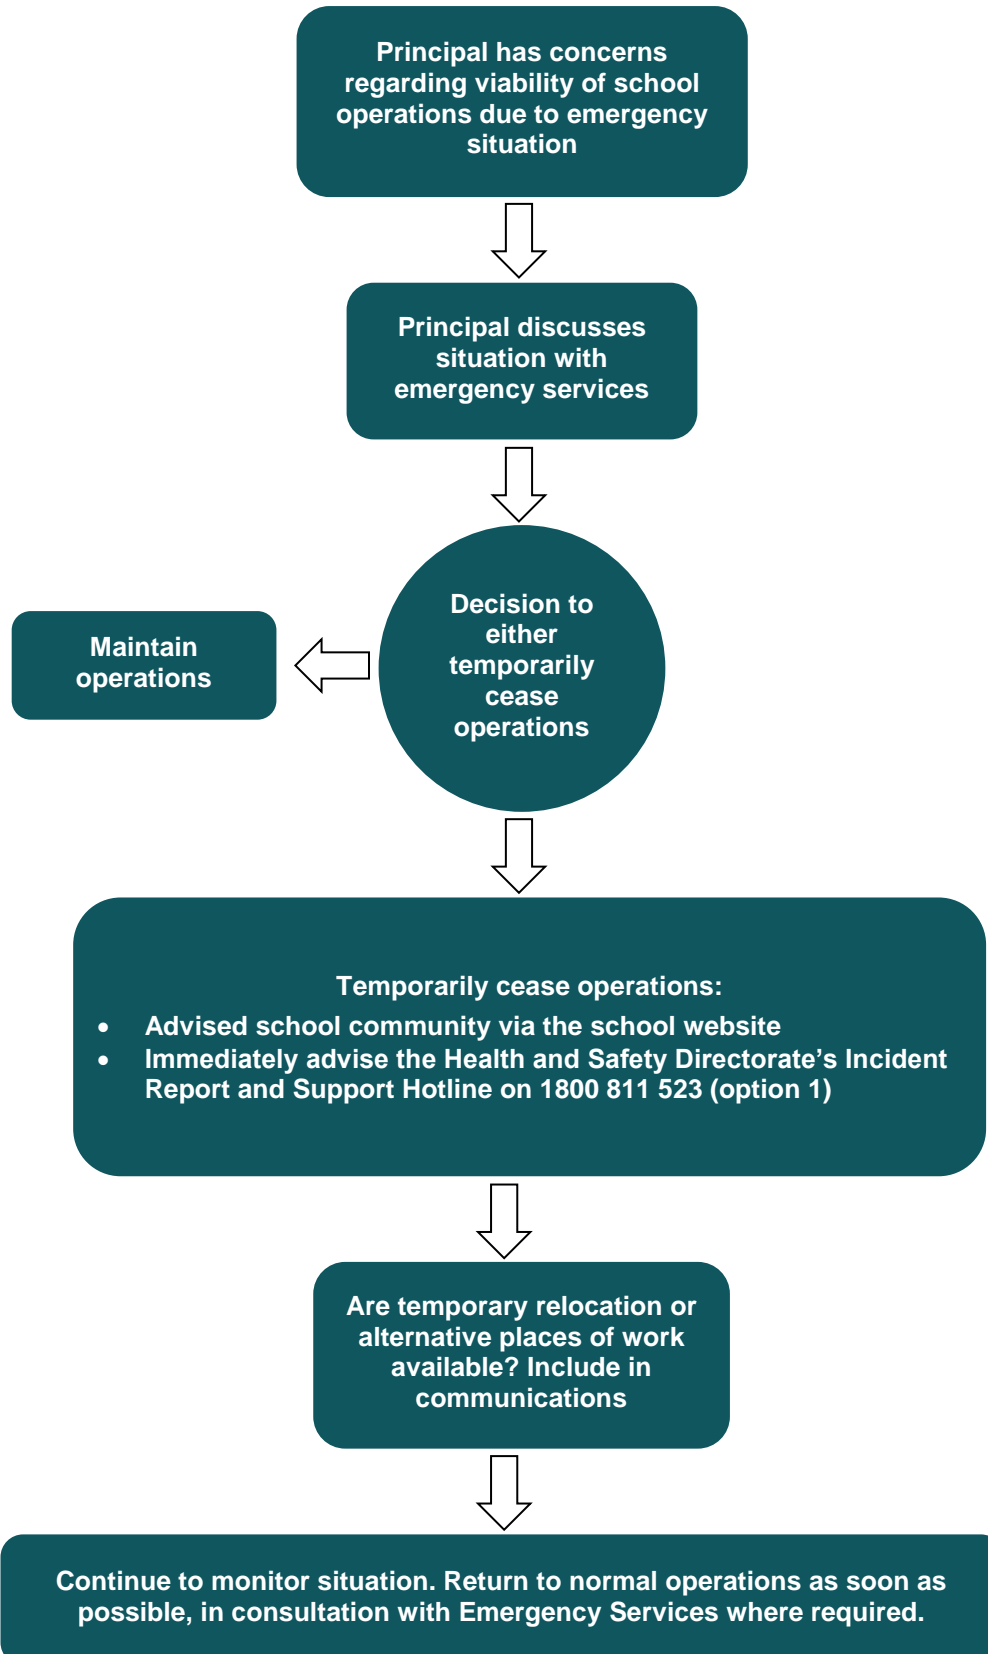 Principal has concerns
regarding viability of school
operations due to emergency
situation
Principal discusses
situation with
emergency services
Decision to
either
temporarily
cease
operations
Maintain
operations
Temporarily cease operations:
• Advised school community via the school website
• Immediately advise the Health and Safety Directorate’s Incident
Report and Support Hotline on 1800 811 523 (option 1)
Are temporary relocation or
alternative places of work
available? Include in
communications
Continue to monitor situation. Return to normal operations as soon as
possible, in consultation with Emergency Services where required.